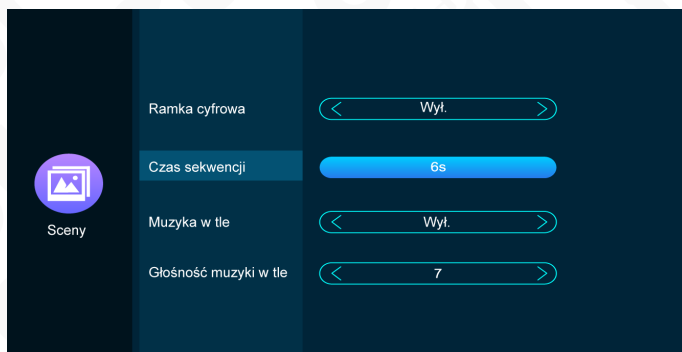 Ramka cyfrowa
Wył.
Czas sekwencji
6s
Sceny
Muzyka w tle
Wył.
Głośność muzyki w tle
7